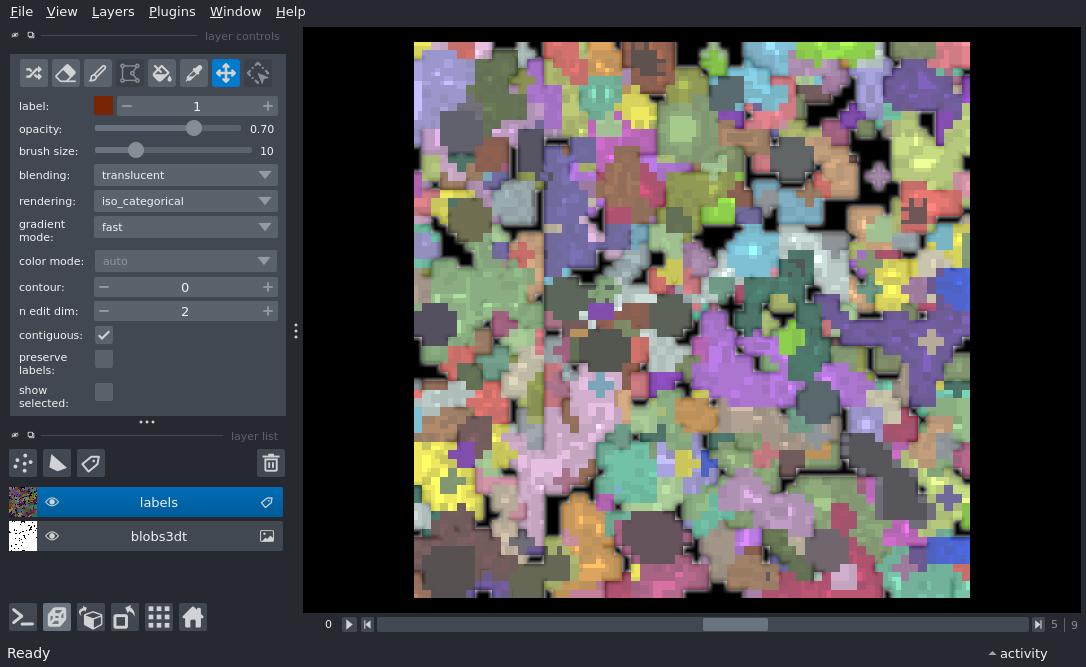 File View Layers Plugins Window Help
layer controls
label: 1
opacity: 0.70
brush size: 10
blending: translucent
rendering: iso_categorical
gradient
mode: fast
color mode: auto
contour: 0
n edit dim: 2
contiguous:
preserve
labels:
show
selected:
layer list
labels
blobs3dt
0 5 | 9
Ready activity